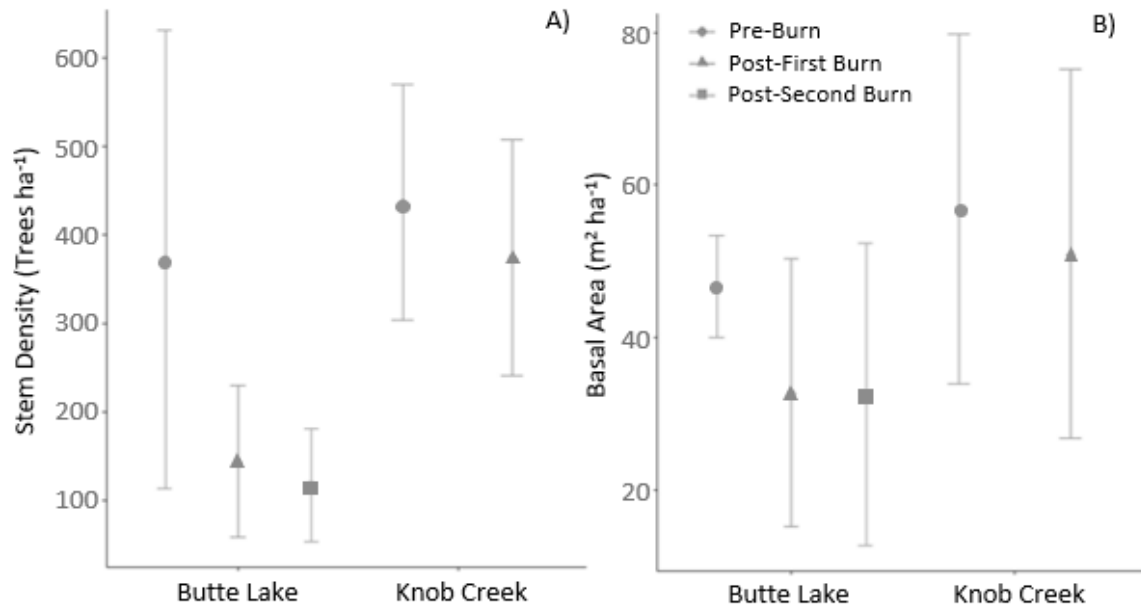 A)
Stem Density (Trees ha⁻¹)
600
500
400
300
200
100
Butte Lake
Knob Creek
B)
Pre-Burn
Post-First Burn
Post-Second Burn
Basal Area (m² ha⁻¹)
80
60
40
20
Butte Lake
Knob Creek